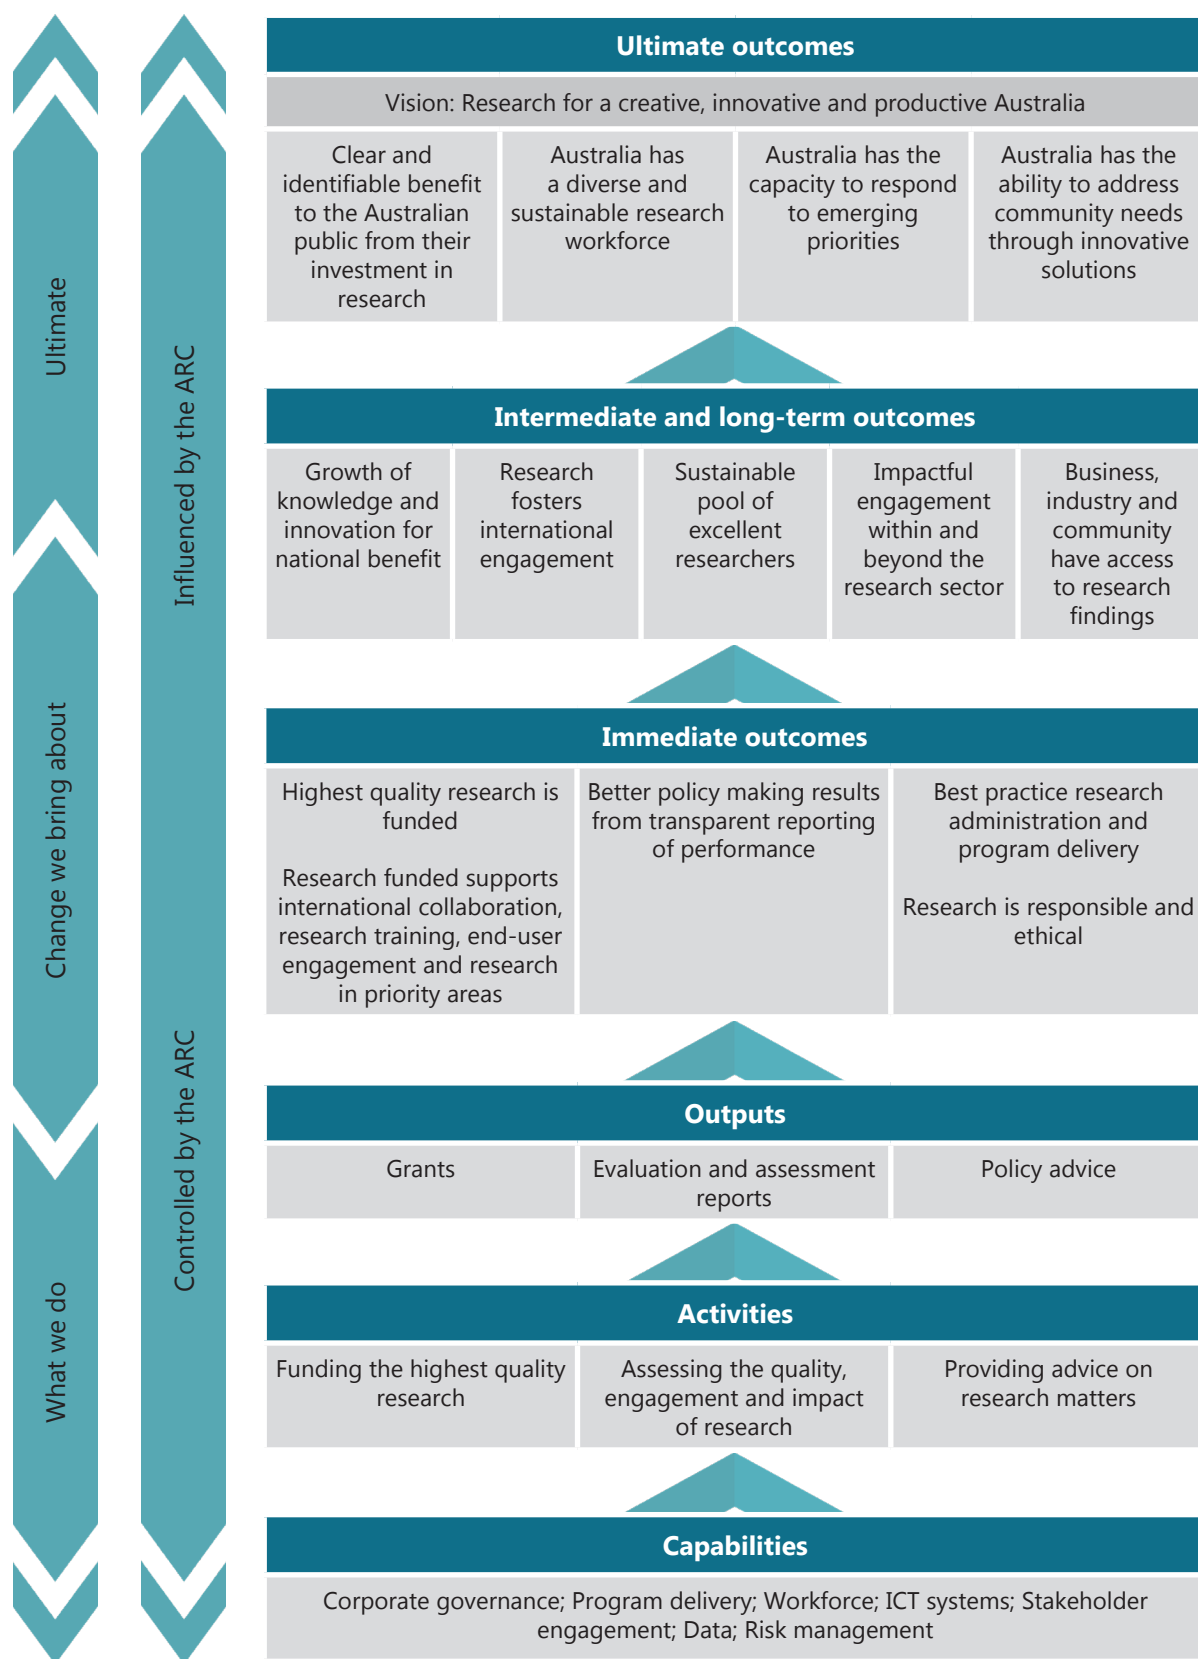 Ultimate outcomes
Vision: Research for a creative, innovative and productive Australia
Clear and
identifiable benefit
to the Australian
public from their
investment in
research
Australia has
a diverse and
sustainable research
workforce
Australia has the
capacity to respond
to emerging
priorities
Australia has the
ability to address
community needs
through innovative
solutions
Intermediate and long-term outcomes
Growth of
knowledge and
innovation for
national benefit
Research
fosters
international
engagement
Sustainable
pool of
excellent
researchers
Impactful
engagement
within and
beyond the
research sector
Business,
industry and
community
have access
to research
findings
Immediate outcomes
Highest quality research is
funded
Research funded supports
international collaboration,
research training, end-user
engagement and research
in priority areas
Better policy making results
from transparent reporting
of performance
Best practice research
administration and
program delivery
Research is responsible and
ethical
Outputs
Grants
Evaluation and assessment
reports
Policy advice
Activities
Funding the highest quality
research
Assessing the quality,
engagement and impact
of research
Providing advice on
research matters
Capabilities
Corporate governance; Program delivery; Workforce; ICT systems; Stakeholder
engagement; Data; Risk management
Ultimate
Change we bring about
What we do
Influenced by the ARC
Controlled by the ARC